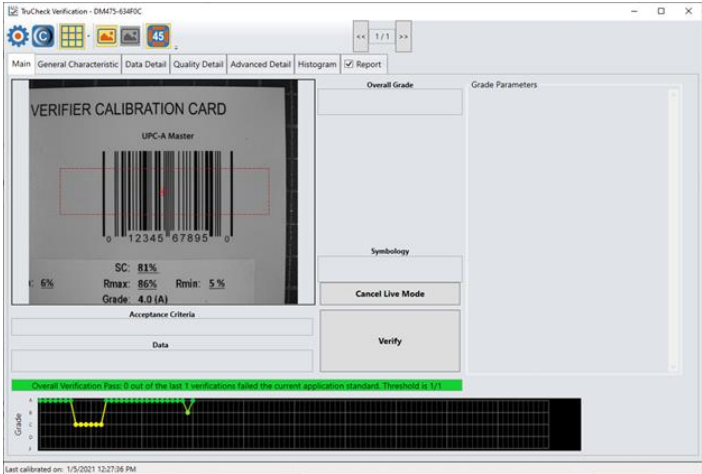 TruCheck Verification - DM475-634F0C
45
<< 1 / 1 >>
Main General Characteristic Data Detail Quality Detail Advanced Detail Histogram Report
VERIFIER CALIBRATION CARD
UPC-A Master
0 12345 67895 0
SC: 81%
: 6% Rmax: 86% Rmin: 5 %
Grade: 4.0 (A)
Overall Grade
Grade Parameters
Symbology
Cancel Live Mode
Verify
Acceptance Criteria
Data
Overall Verification Pass: 0 out of the last 1 verifications failed the current application standard. Threshold is 1/1
Grade
A
B
C
D
F
Last calibrated on: 1/5/2021 12:27:36 PM